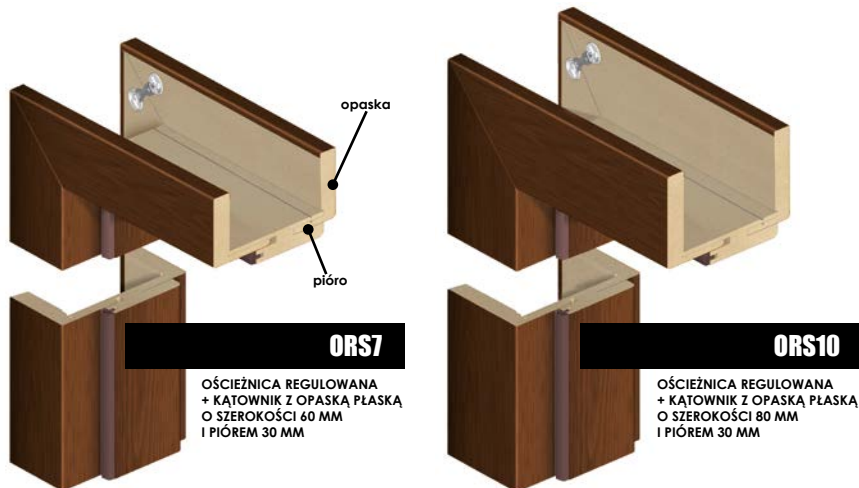 opaska
pióro
ORS7
OŚCIEŻNICA REGULOWANA
+ KĄTOWNIK Z OPASKĄ PŁASKĄ
O SZEROKOŚCI 60 MM
I PIÓREM 30 MM
ORS10
OŚCIEŻNICA REGULOWANA
+ KĄTOWNIK Z OPASKĄ PŁASKĄ
O SZEROKOŚCI 80 MM
I PIÓREM 30 MM